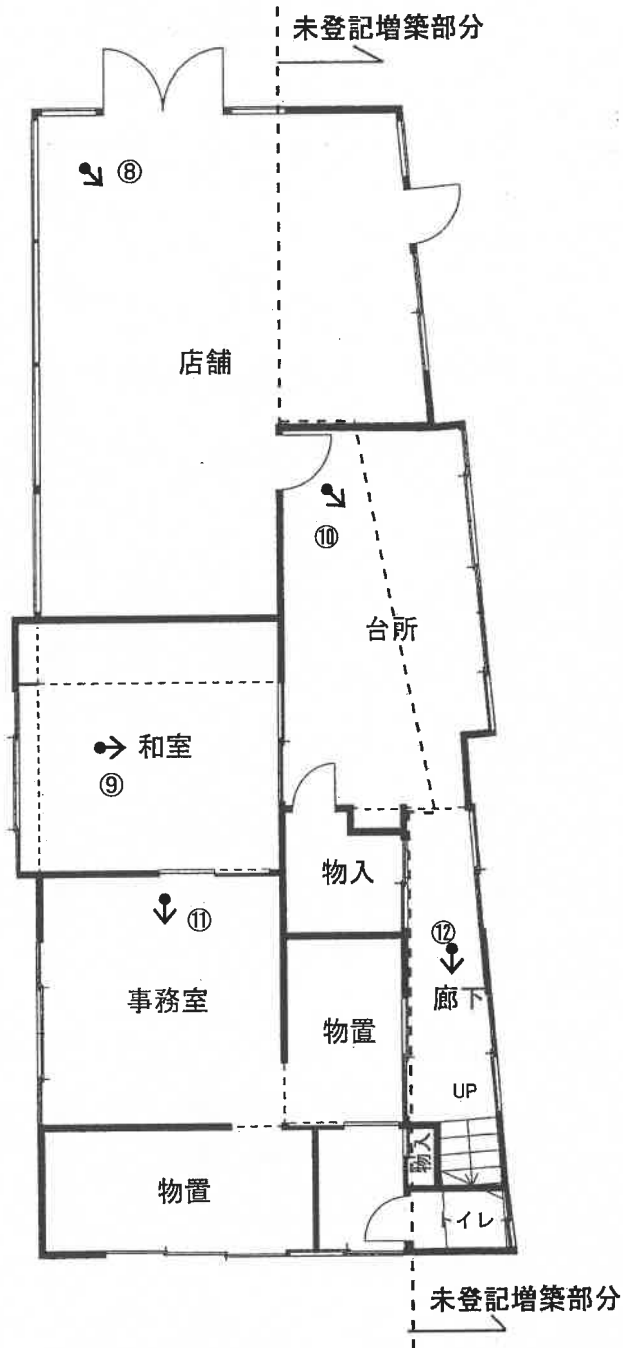 未登記増築部分
⑧
店舗
⑩
台所
和室
⑨
物入
⑪
⑫
事務室
廊下
物置
UP
物入
物置
トイレ
未登記増築部分